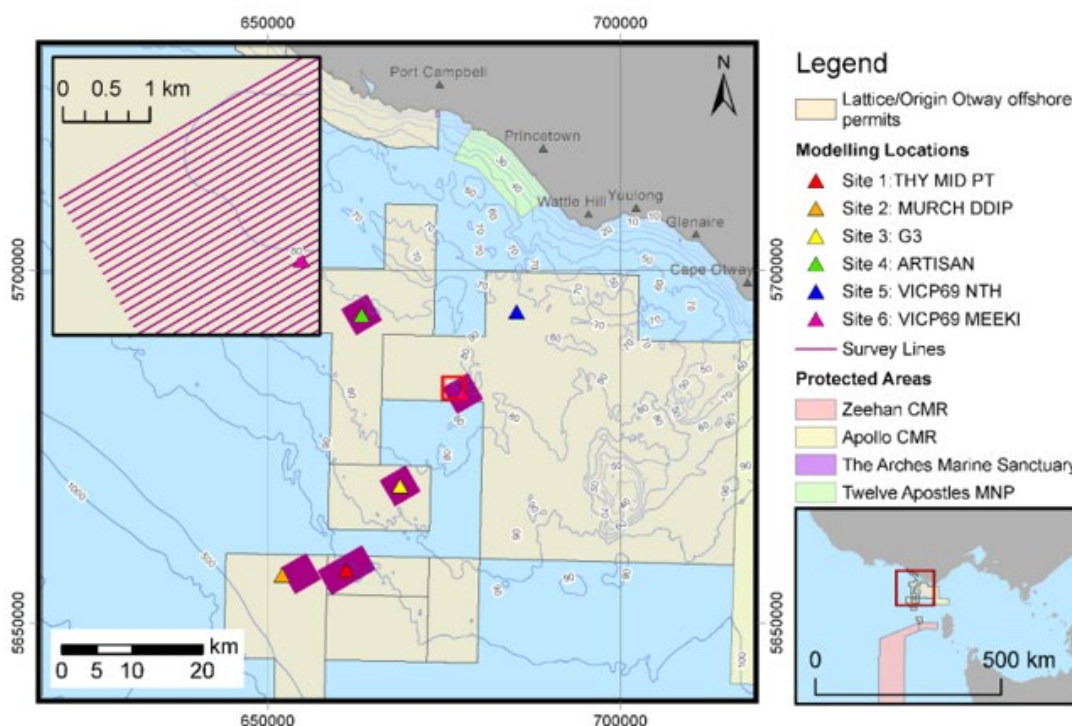 650000
700000
0 0.5 1 km
Port Campbell
N
Princetown
Wattle Hill
Yuulong
Glenaire
Cape Otway
5700000
5700000
1000
500
5650000
5650000
km
0 10 20
650000
700000
Legend
Lattice/Origin Otway offshore
permits
Modelling Locations
Site 1:THY MID PT
Site 2: MURCH DDIP
Site 3: G3
Site 4: ARTISAN
Site 5: VICP69 NTH
Site 6: VICP69 MEEKI
Survey Lines
Protected Areas
Zeehan CMR
Apollo CMR
The Arches Marine Sanctuary
Twelve Apostles MNP
0 500 km